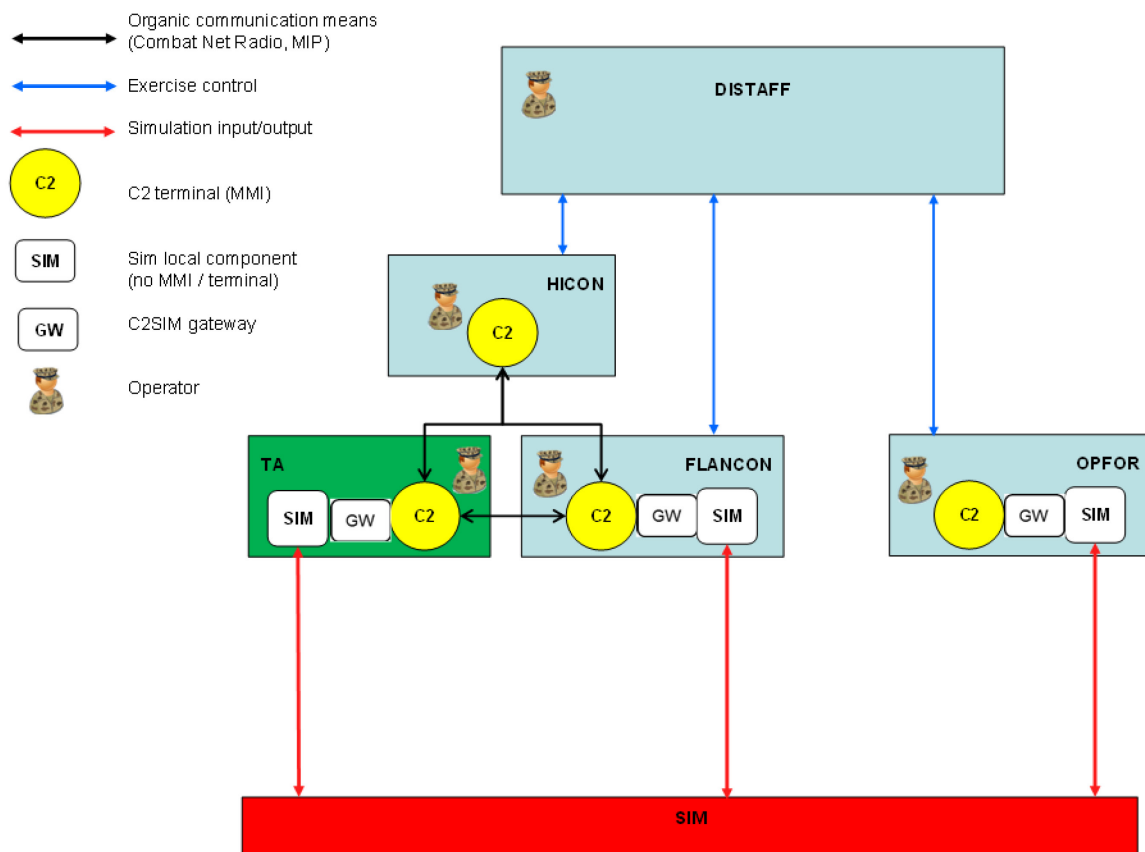 Organic communication means
(Combat Net Radio, MIP)
Exercise control
Simulation input/output
C2
C2 terminal (MMI)
SIM
Sim local component
(no MMI / terminal)
GW
C2SIM gateway
Operator
DISTAFF
HICON
C2
TA
SIM
GW
C2
FLANCON
C2
GW
SIM
OPFOR
C2
GW
SIM
SIM